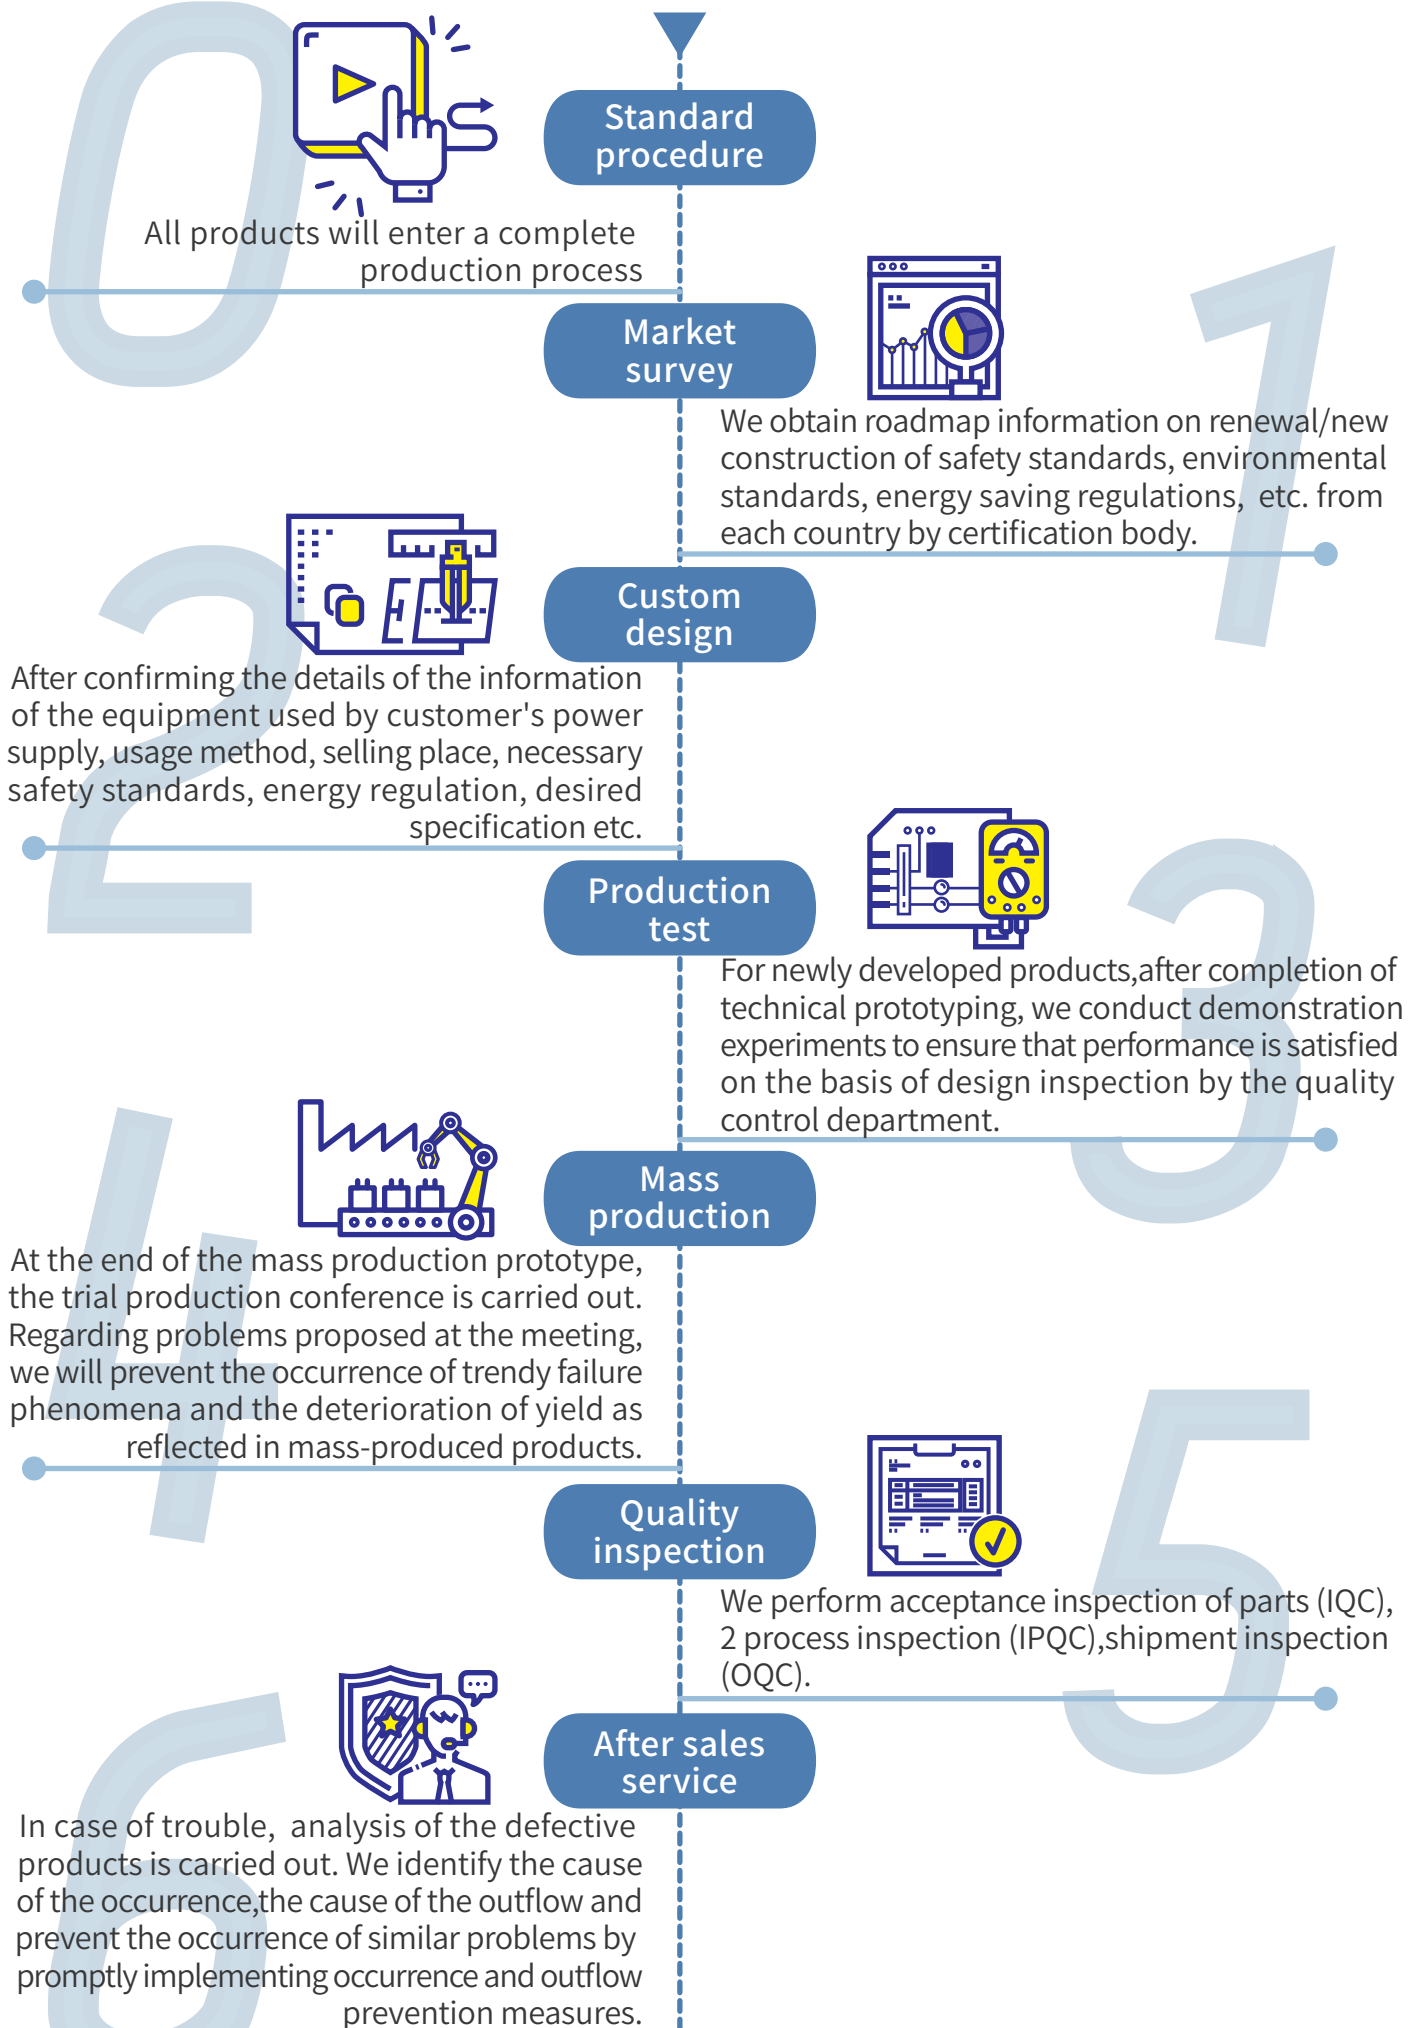 0
Standard
procedure
All products will enter a complete
production process
1
Market
survey
We obtain roadmap information on renewal/new
construction of safety standards, environmental
standards, energy saving regulations,  etc. from
each country by certification body.
2
Custom
design
After confirming the details of the information
of the equipment used by customer's power
supply, usage method, selling place, necessary
safety standards, energy regulation, desired
specification etc.
3
Production
test
For newly developed products,after completion of
technical prototyping, we conduct demonstration
experiments to ensure that performance is satisfied
on the basis of design inspection by the quality
control department.
4
Mass
production
At the end of the mass production prototype,
the trial production conference is carried out.
Regarding problems proposed at the meeting,
we will prevent the occurrence of trendy failure
phenomena and the deterioration of yield as
reflected in mass-produced products.
5
Quality
inspection
We perform acceptance inspection of parts (IQC),
2 process inspection (IPQC),shipment inspection
(OQC).
6
After sales
service
In case of trouble,  analysis of the defective
products is carried out. We identify the cause
of the occurrence,the cause of the outflow and
prevent the occurrence of similar problems by
promptly implementing occurrence and outflow
prevention measures.